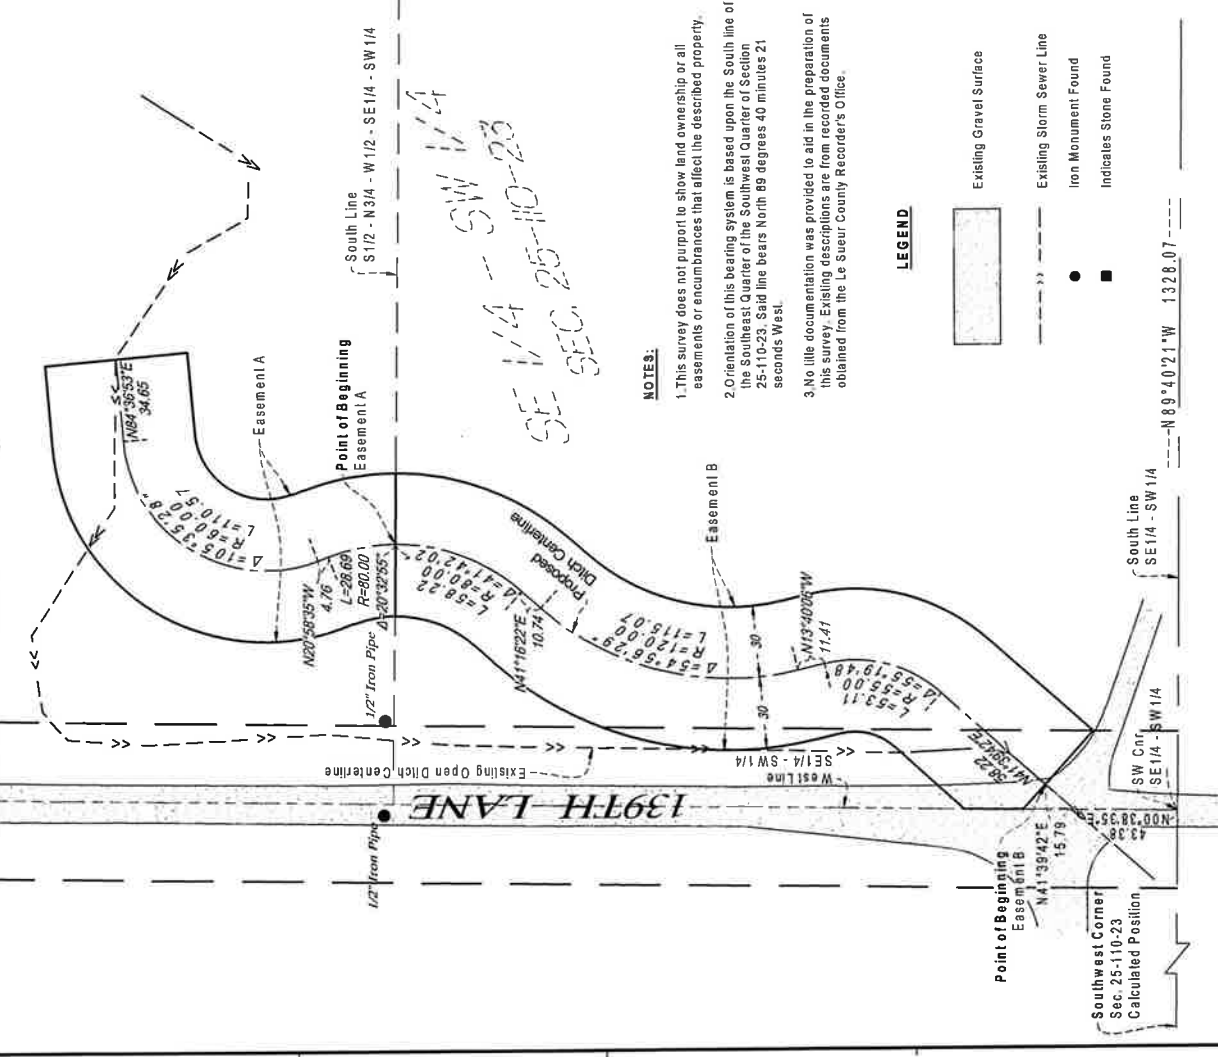 N84°36'53"E
34.65
Δ=105°35'28"
R=60.00
L=110.57
Easement A
Point of Beginning
Easement A
N20°58'35"W
4.76
L=28.69
R=80.00
Δ=20°32'55"
1/2" Iron Pipe
1/2" Iron Pipe
South Line
S1/2 - N3/4 - W1/2 - SE1/4 - SW1/4
SE 1/4 - SW 1/4
SEC. 25-110-23
L=58.22
R=80.00
Δ=41°42'02"
N41°16'22"E
10.74
Proposed
Ditch Centerline
Δ=54°56'29"
R=120.00
L=115.07
Easement B
30
30
N13°40'06"W
11.41
L=53.11
R=55.00
Δ=55°19'48"
N41°39'42"E
58.22
Existing Open Ditch Centerline
139TH LANE
West Line
SE1/4 - SW1/4
Point of Beginning
Easement B
N41°39'42"E
15.79
N00°38'35"E
43.38
SW Cnr
SE1/4 - SW1/4
South Line
SE1/4 - SW1/4
N89°40'21"W 1328.07
Southwest Corner
Sec. 25-110-23
Calculated Position
NOTES:
1. This survey does not purport to show land ownership or all
easements or encumbrances that affect the described property.
2. Orientation of this bearing system is based upon the South line of
the Southeast Quarter of the Southwest Quarter of Section
25-110-23. Said line bears North 89 degrees 40 minutes 21
seconds West.
3. No title documentation was provided to aid in the preparation of
this survey. Existing descriptions are from recorded documents
obtained from the Le Sueur County Recorder's Office.
LEGEND
Existing Gravel Surface
Existing Storm Sewer Line
Iron Monument Found
Indicates Stone Found